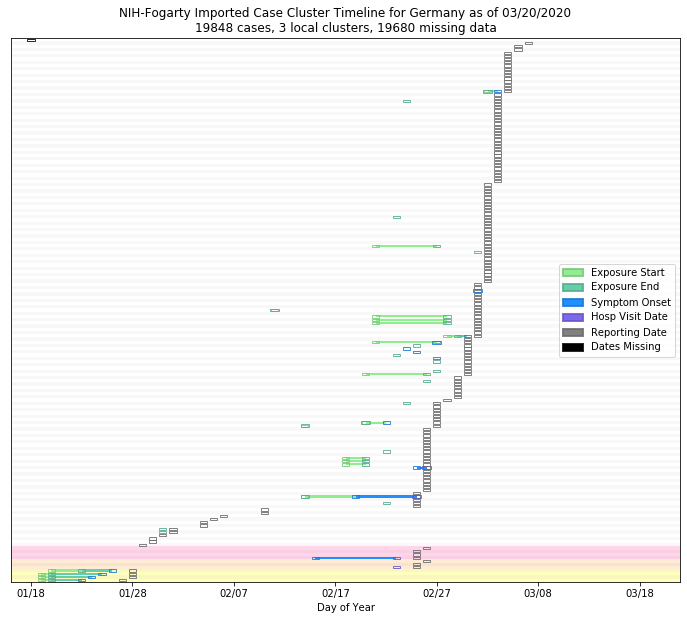 NIH-Fogarty Imported Case Cluster Timeline for Germany as of 03/20/2020
19848 cases, 3 local clusters, 19680 missing data
Exposure Start
Exposure End
Symptom Onset
Hosp Visit Date
Reporting Date
Dates Missing
01/18 01/28 02/07 02/17 02/27 03/08 03/18
Day of Year